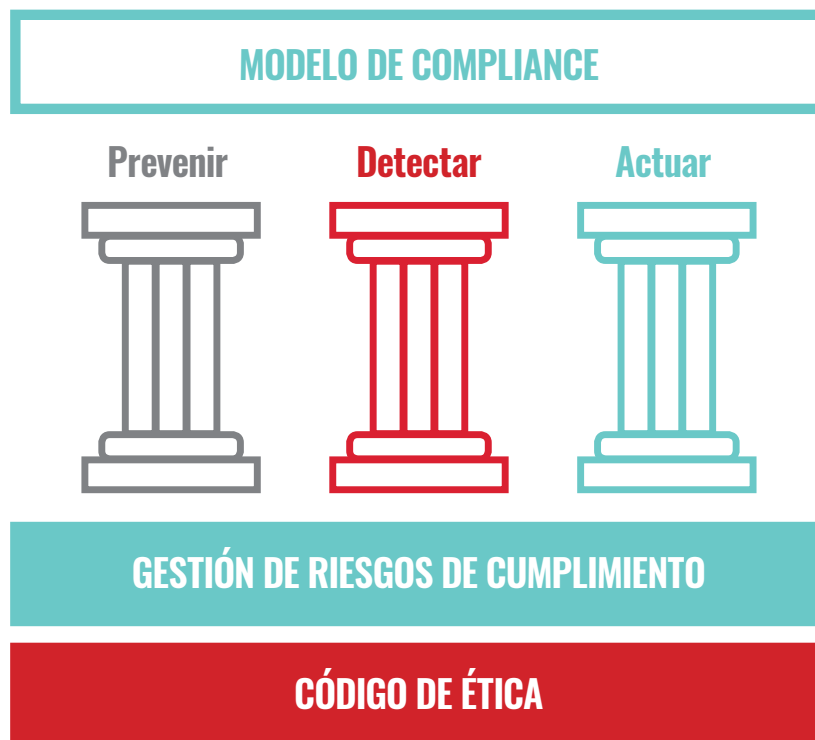 MODELO DE COMPLIANCE
Prevenir Detectar Actuar
GESTIÓN DE RIESGOS DE CUMPLIMIENTO
CÓDIGO DE ÉTICA